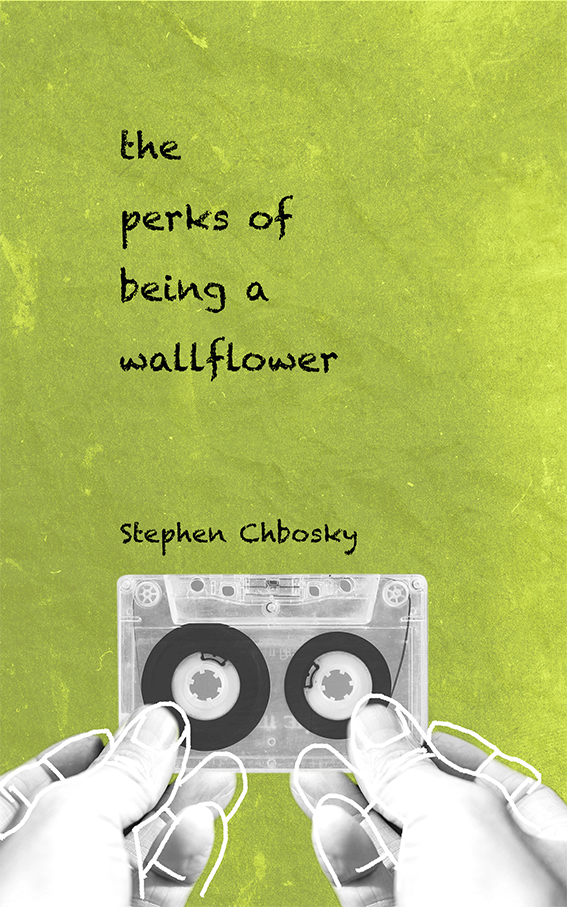 the
perks of
being a
wallflower
Stephen Chbosky